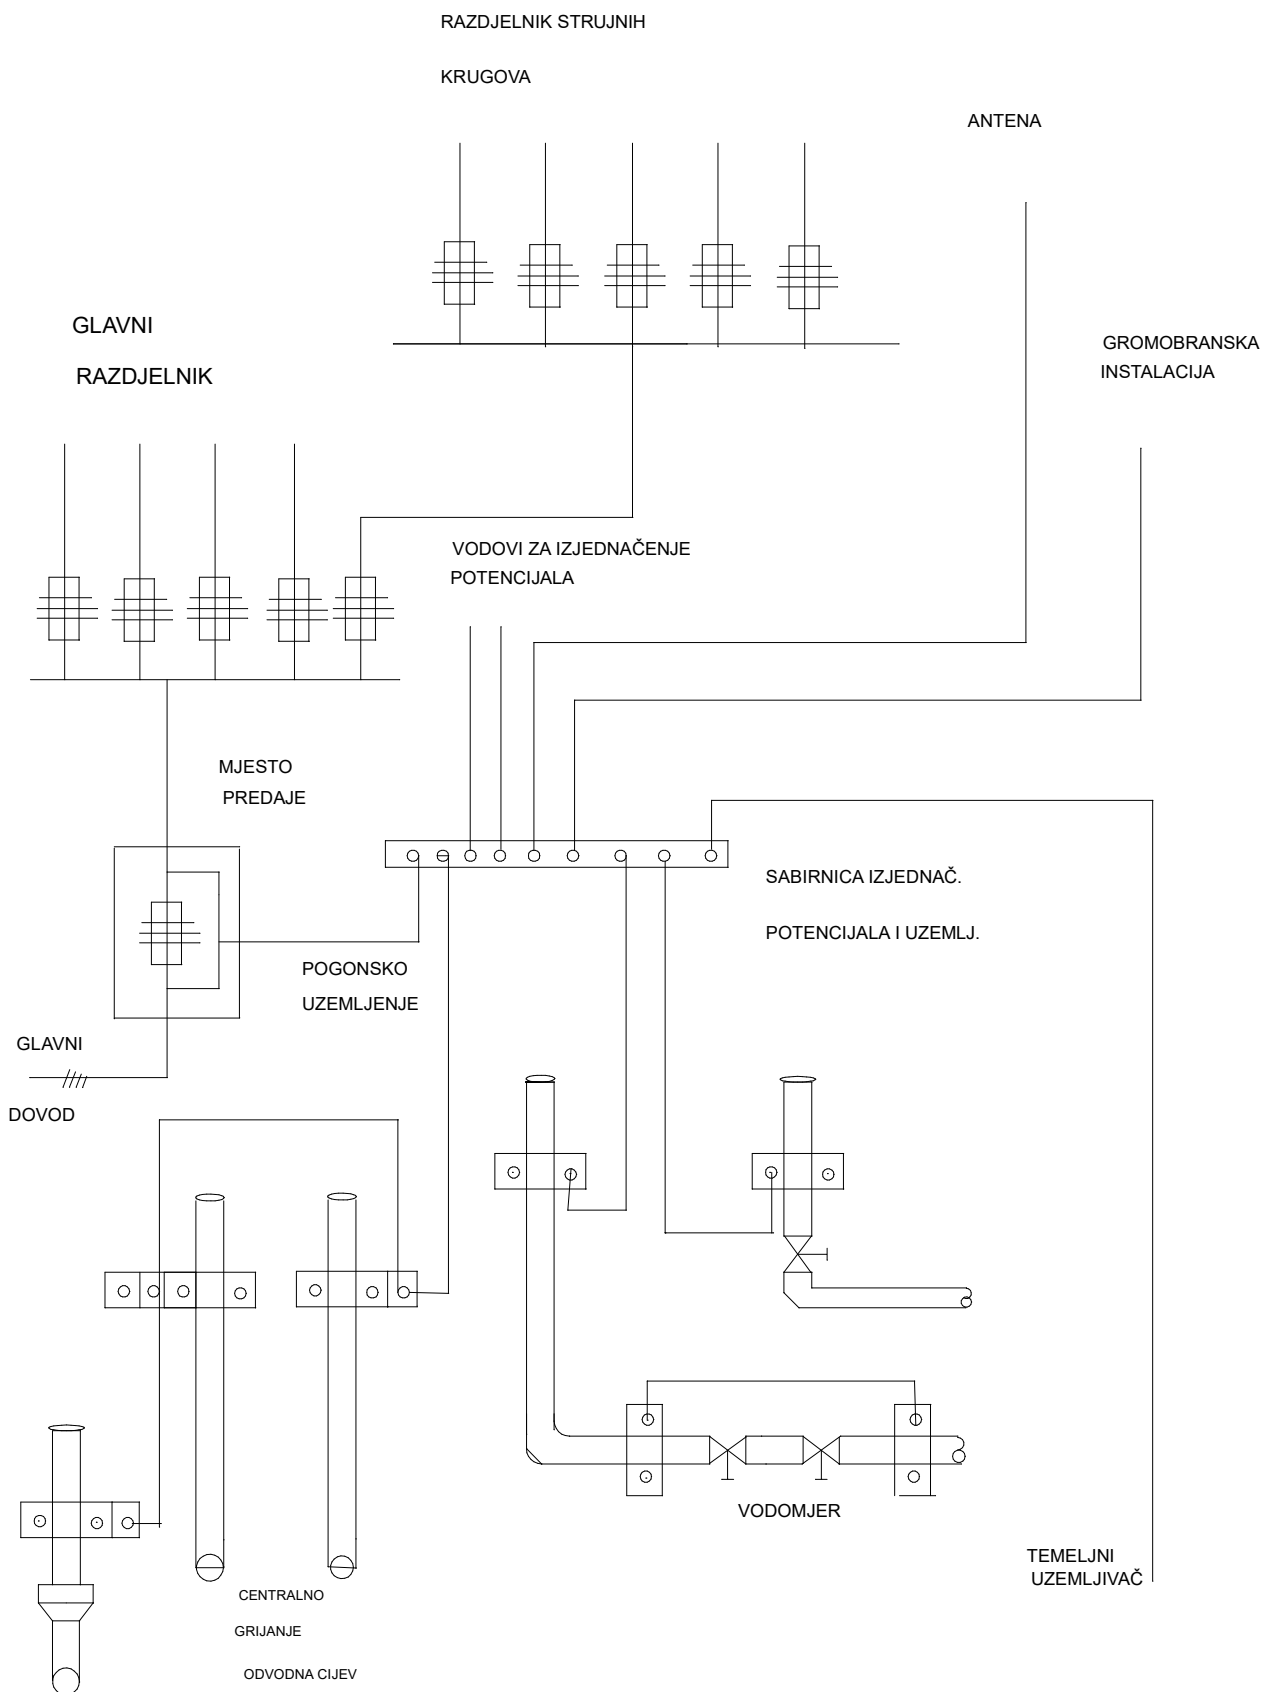 RAZDJELNIK STRUJNIH
KRUGOVA
ANTENA
GLAVNI
RAZDJELNIK
GROMOBRANSKA
INSTALACIJA
VODOVI ZA IZJEDNAČENJE
POTENCIJALA
MJESTO
PREDAJE
SABIRNICA IZJEDNAČ.
POTENCIJALA I UZEMLJ.
POGONSKO
UZEMLJENJE
GLAVNI
DOVOD
VODOMJER
TEMELJNI
UZEMLJIVAČ
CENTRALNO
GRIJANJE
ODVODNA CIJEV